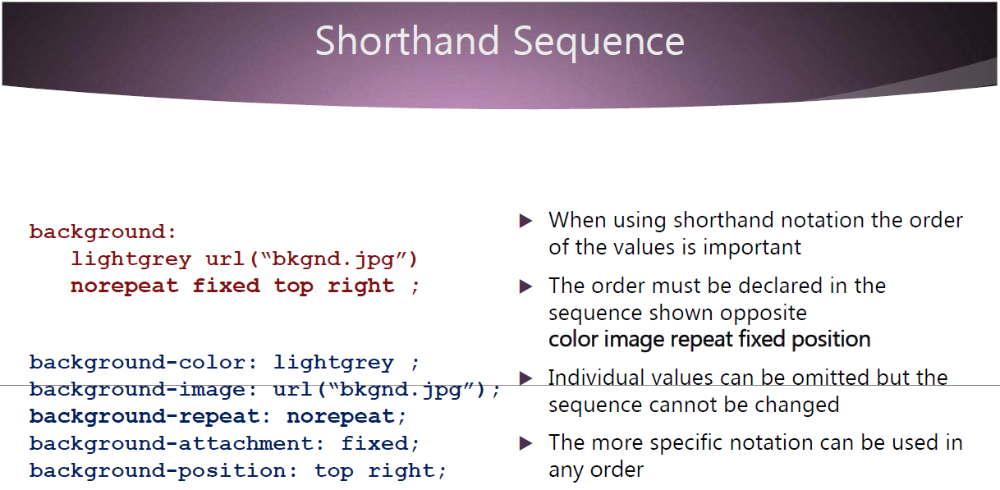 Shorthand Sequence
background:
lightgrey url(“bkgnd.jpg”)
norepeat fixed top right ;
background-color: lightgrey ;
background-image: url(“bkgnd.jpg”);
background-repeat: norepeat;
background-attachment: fixed;
background-position: top right;
When using shorthand notation the order
of the values is important
The order must be declared in the
sequence shown opposite
color image repeat fixed position
Individual values can be omitted but the
sequence cannot be changed
The more specific notation can be used in
any order